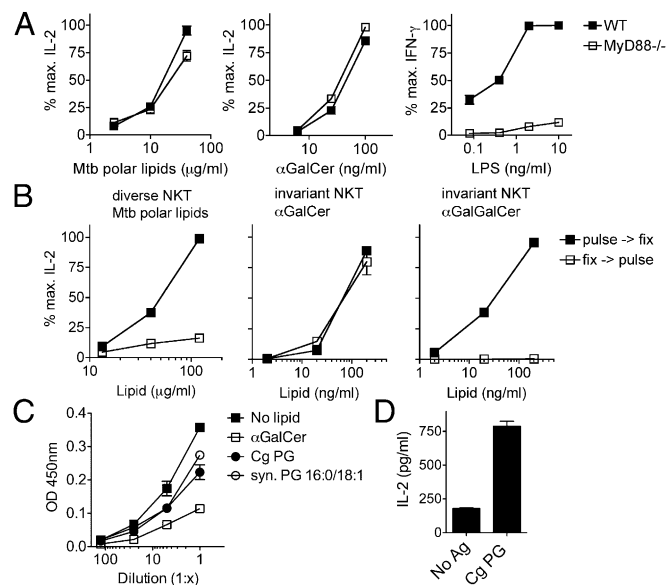 A
% max. IL-2
100
75
50
25
0
1
10
100
Mtb polar lipids (µg/ml)
% max. IL-2
100
75
50
25
0
10
100
αGalCer (ng/ml)
% max. IFN-γ
100
75
50
25
0
0.1
1
10
LPS (ng/ml)
WT
MyD88-/-
B
diverse NKT
Mtb polar lipids
% max. IL-2
100
75
50
25
0
10
100
Lipid (µg/ml)
invariant NKT
αGalCer
1
10
100
Lipid (ng/ml)
invariant NKT
αGalGalCer
1
10
100
Lipid (ng/ml)
pulse -> fix
fix -> pulse
C
OD 450nm
0.4
0.3
0.2
0.1
0.0
100
10
1
Dilution (1:x)
No lipid
αGalCer
Cg PG
syn. PG 16:0/18:1
D
IL-2 (pg/ml)
750
500
250
0
No Ag
Cg PG